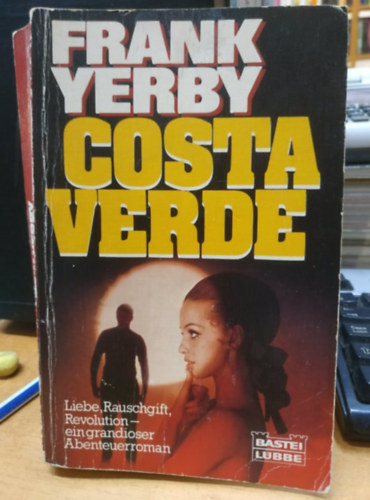 FRANK
YERBY
COSTA
VERDE
Liebe, Rauschgift,
Revolution—
ein grandioser
Abenteuerroman
BASTEI
LÜBBE